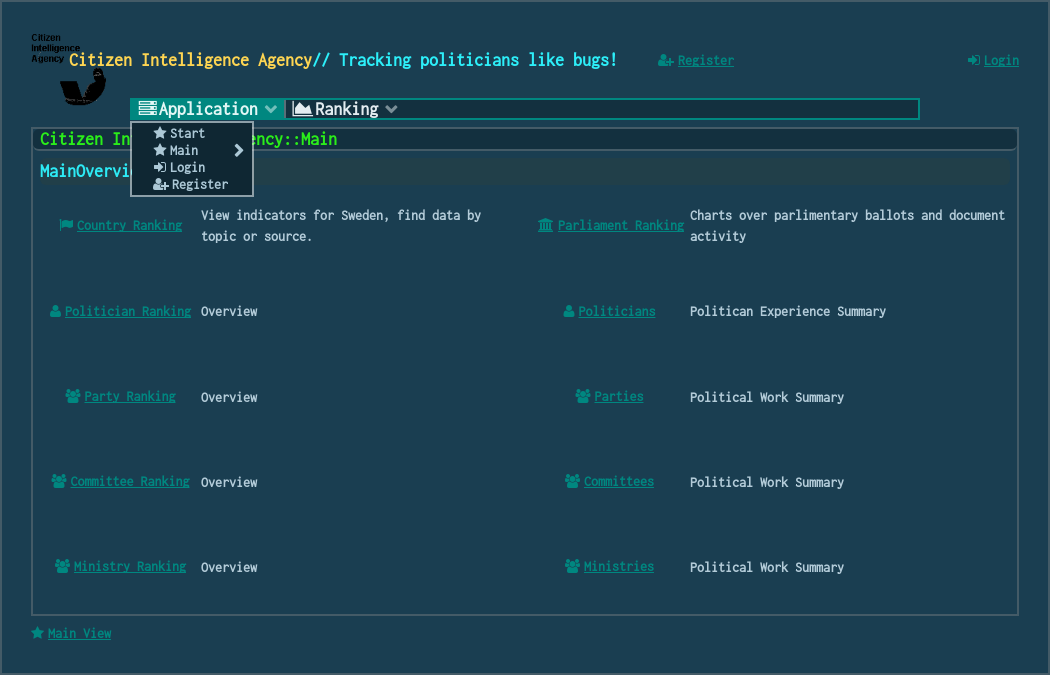 Citizen
Intelligence
Agency
Citizen Intelligence Agency// Tracking politicians like bugs!
Register
Login
Application
Ranking
Citizen In
ency::Main
Start
Main
Login
Register
MainOvervi
Country Ranking
View indicators for Sweden, find data by
topic or source.
Parliament Ranking
Charts over parlimentary ballots and document
activity
Politician Ranking
Overview
Politicians
Politican Experience Summary
Party Ranking
Overview
Parties
Political Work Summary
Committee Ranking
Overview
Committees
Political Work Summary
Ministry Ranking
Overview
Ministries
Political Work Summary
Main View